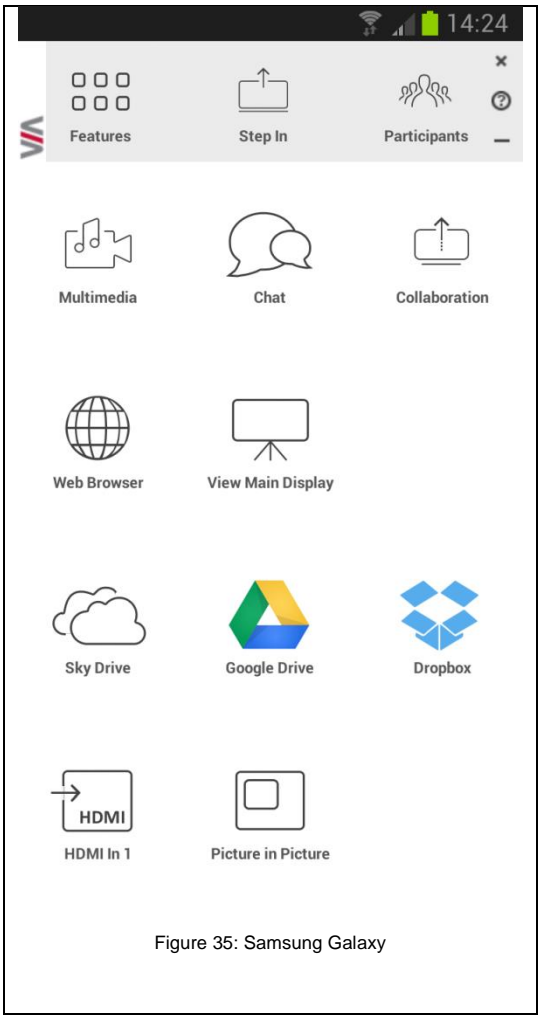 14:24
Features Step In Participants
Multimedia Chat Collaboration
Web Browser View Main Display
Sky Drive Google Drive Dropbox
HDMI
HDMI In 1 Picture in Picture
Figure 35: Samsung Galaxy